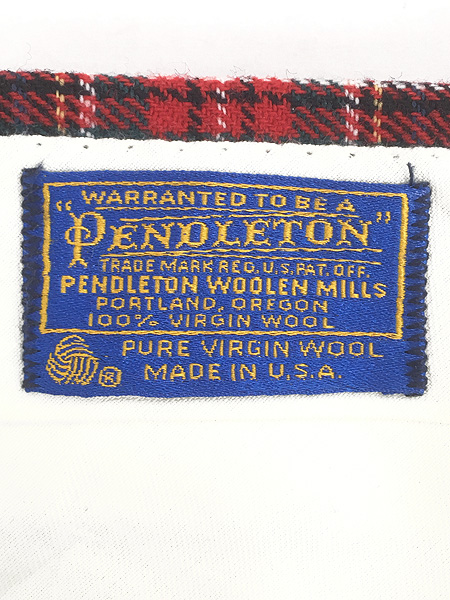 WARRANTED TO BE A
"PENDLETON"
TRADE MARK REG. U.S. PAT. OFF.
PENDLETON WOOLEN MILLS
PORTLAND, OREGON
100% VIRGIN WOOL
PURE VIRGIN WOOL
® MADE IN U.S.A.